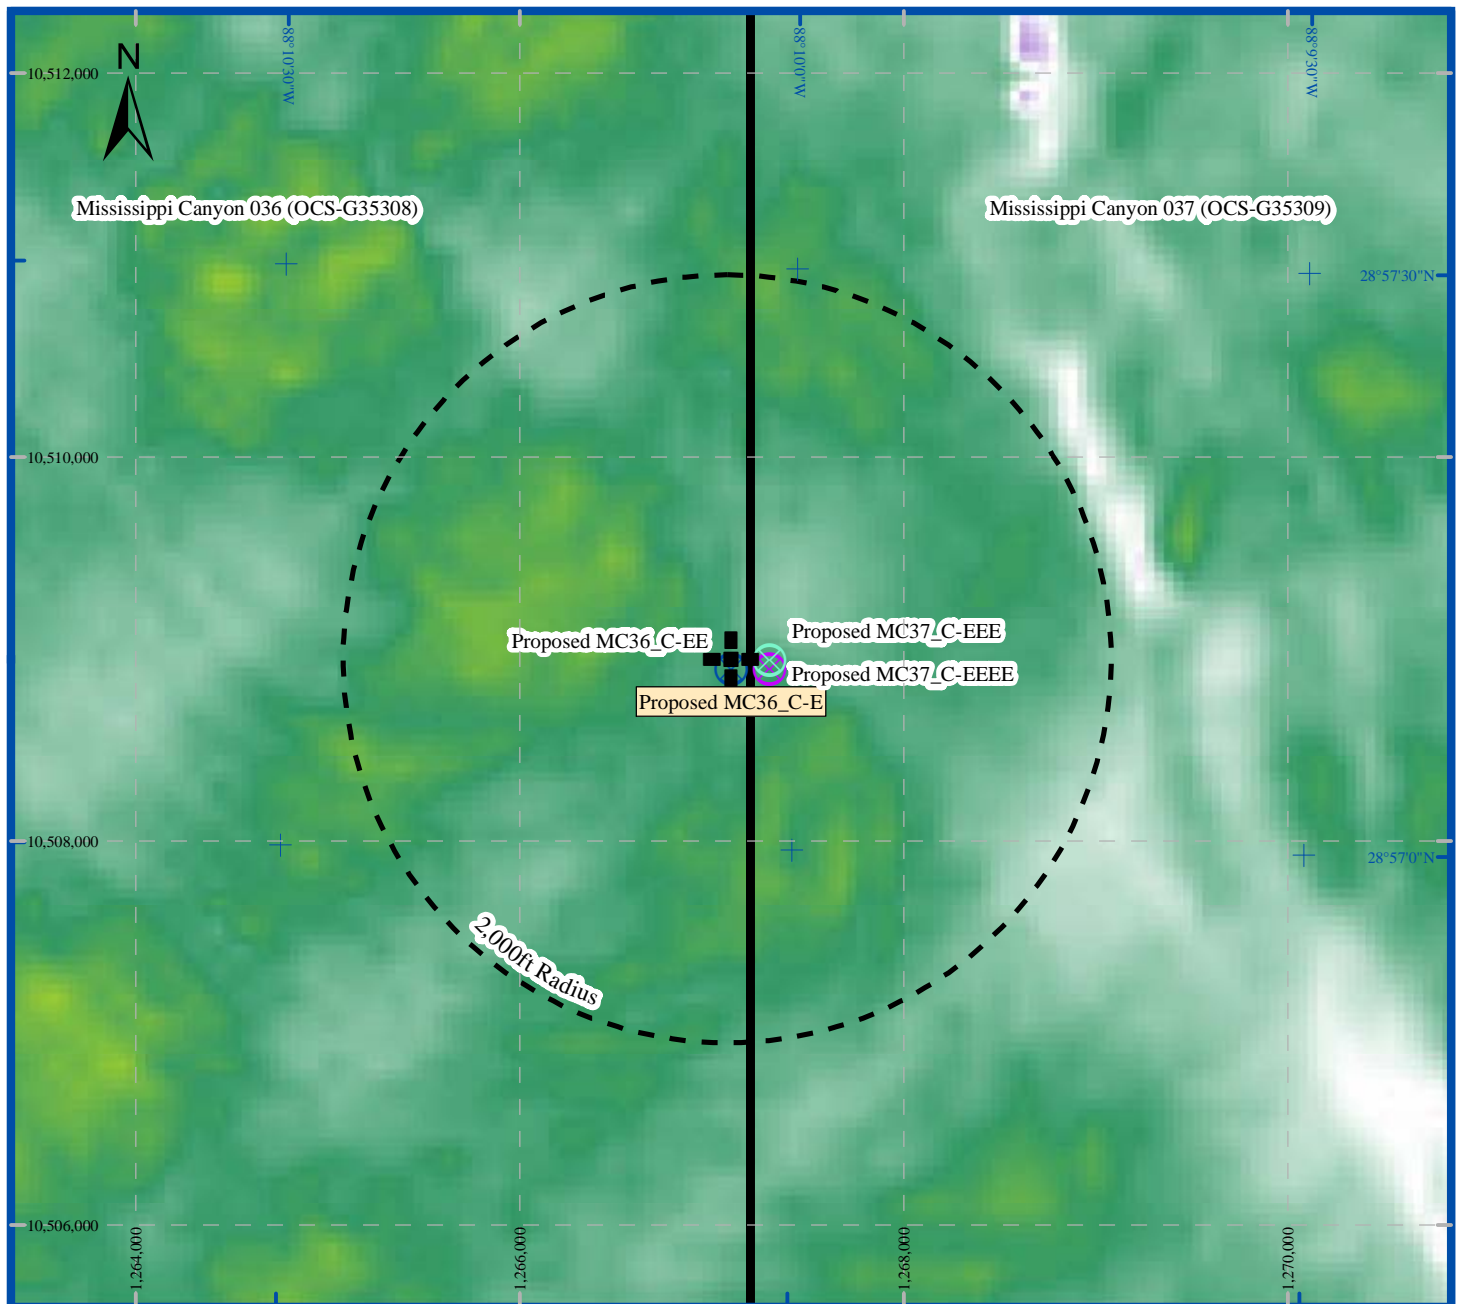 N
88°10'30"W
88°10'0"W
88°9'30"W
10,512,000
Mississippi Canyon 036 (OCS-G35308)
Mississippi Canyon 037 (OCS-G35309)
28°57'30"N
10,510,000
Proposed MC36_C-EE
Proposed MC37_C-EEE
Proposed MC37_C-EEEE
Proposed MC36_C-E
10,508,000
28°57'0"N
2,000ft Radius
10,506,000
1,264,000
1,266,000
1,268,000
1,270,000